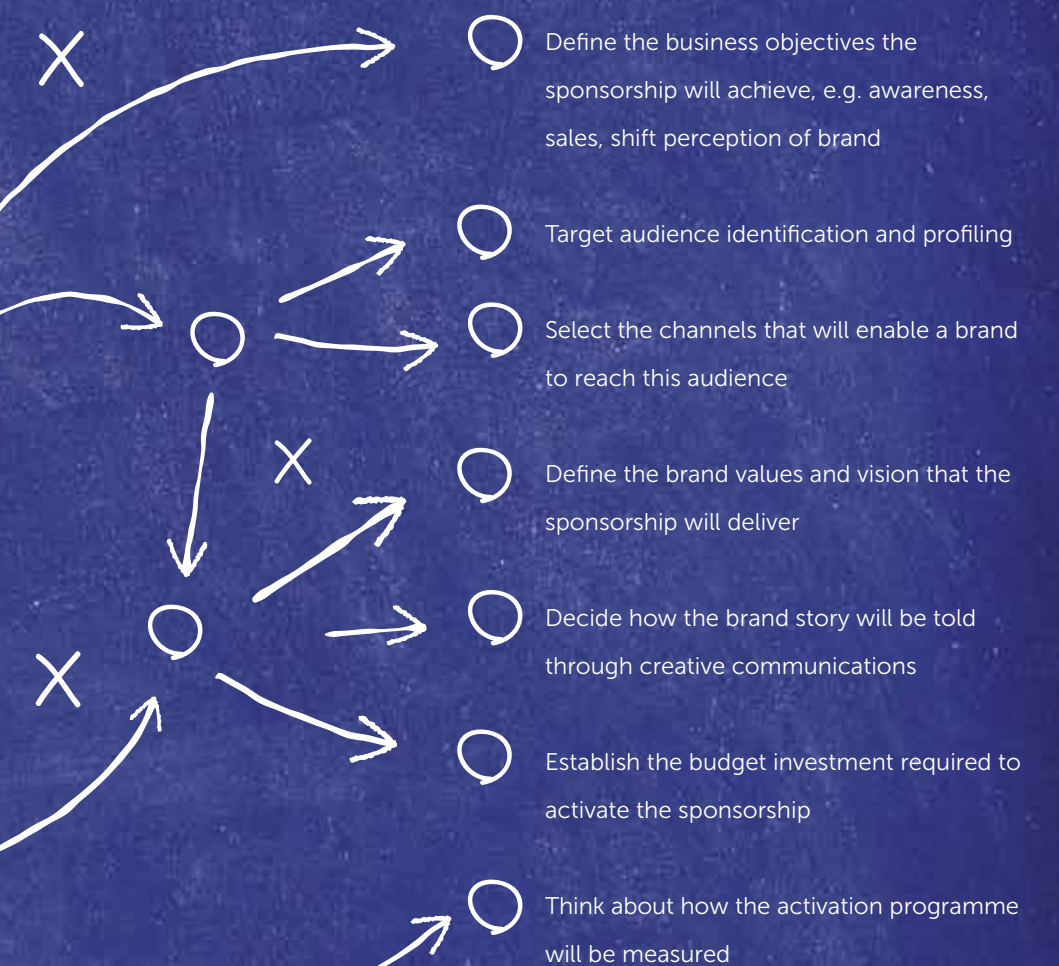 Define the business objectives the
sponsorship will achieve, e.g. awareness,
sales, shift perception of brand
Target audience identification and profiling
Select the channels that will enable a brand
to reach this audience
Define the brand values and vision that the
sponsorship will deliver
Decide how the brand story will be told
through creative communications
Establish the budget investment required to
activate the sponsorship
Think about how the activation programme
will be measured